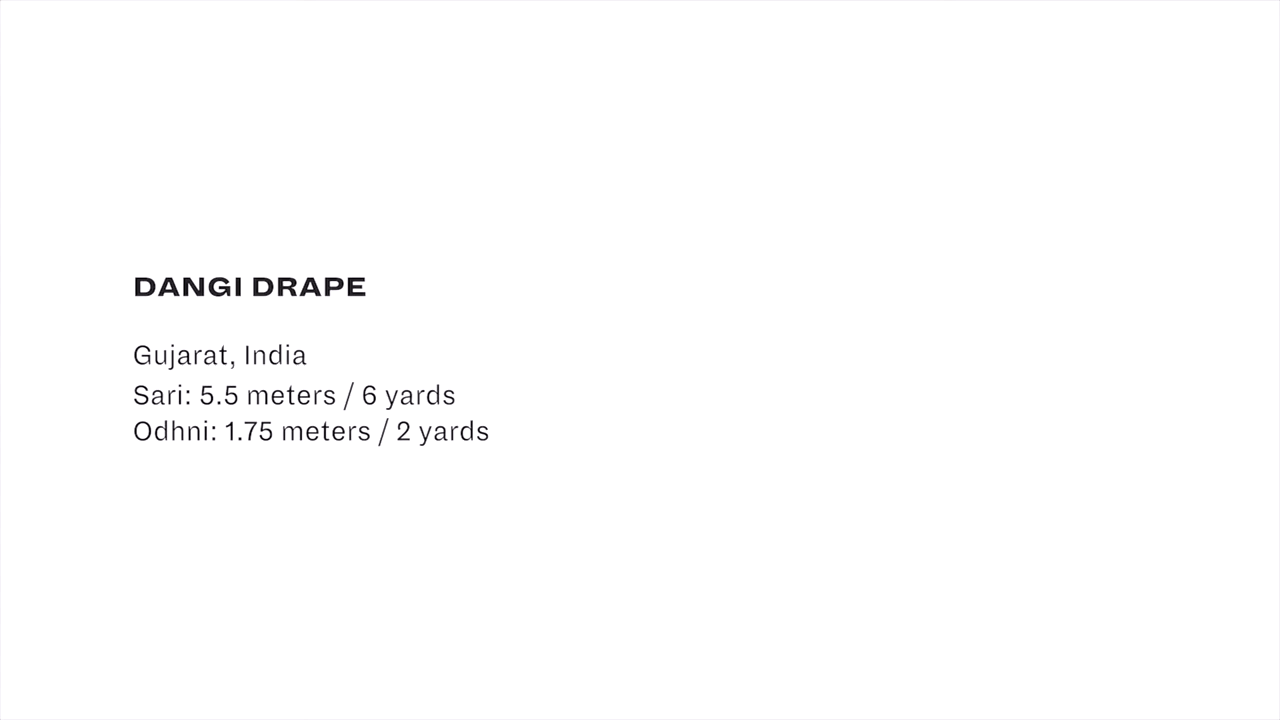 DANGI DRAPE
Gujarat, India
Sari: 5.5 meters / 6 yards
Odhni: 1.75 meters / 2 yards